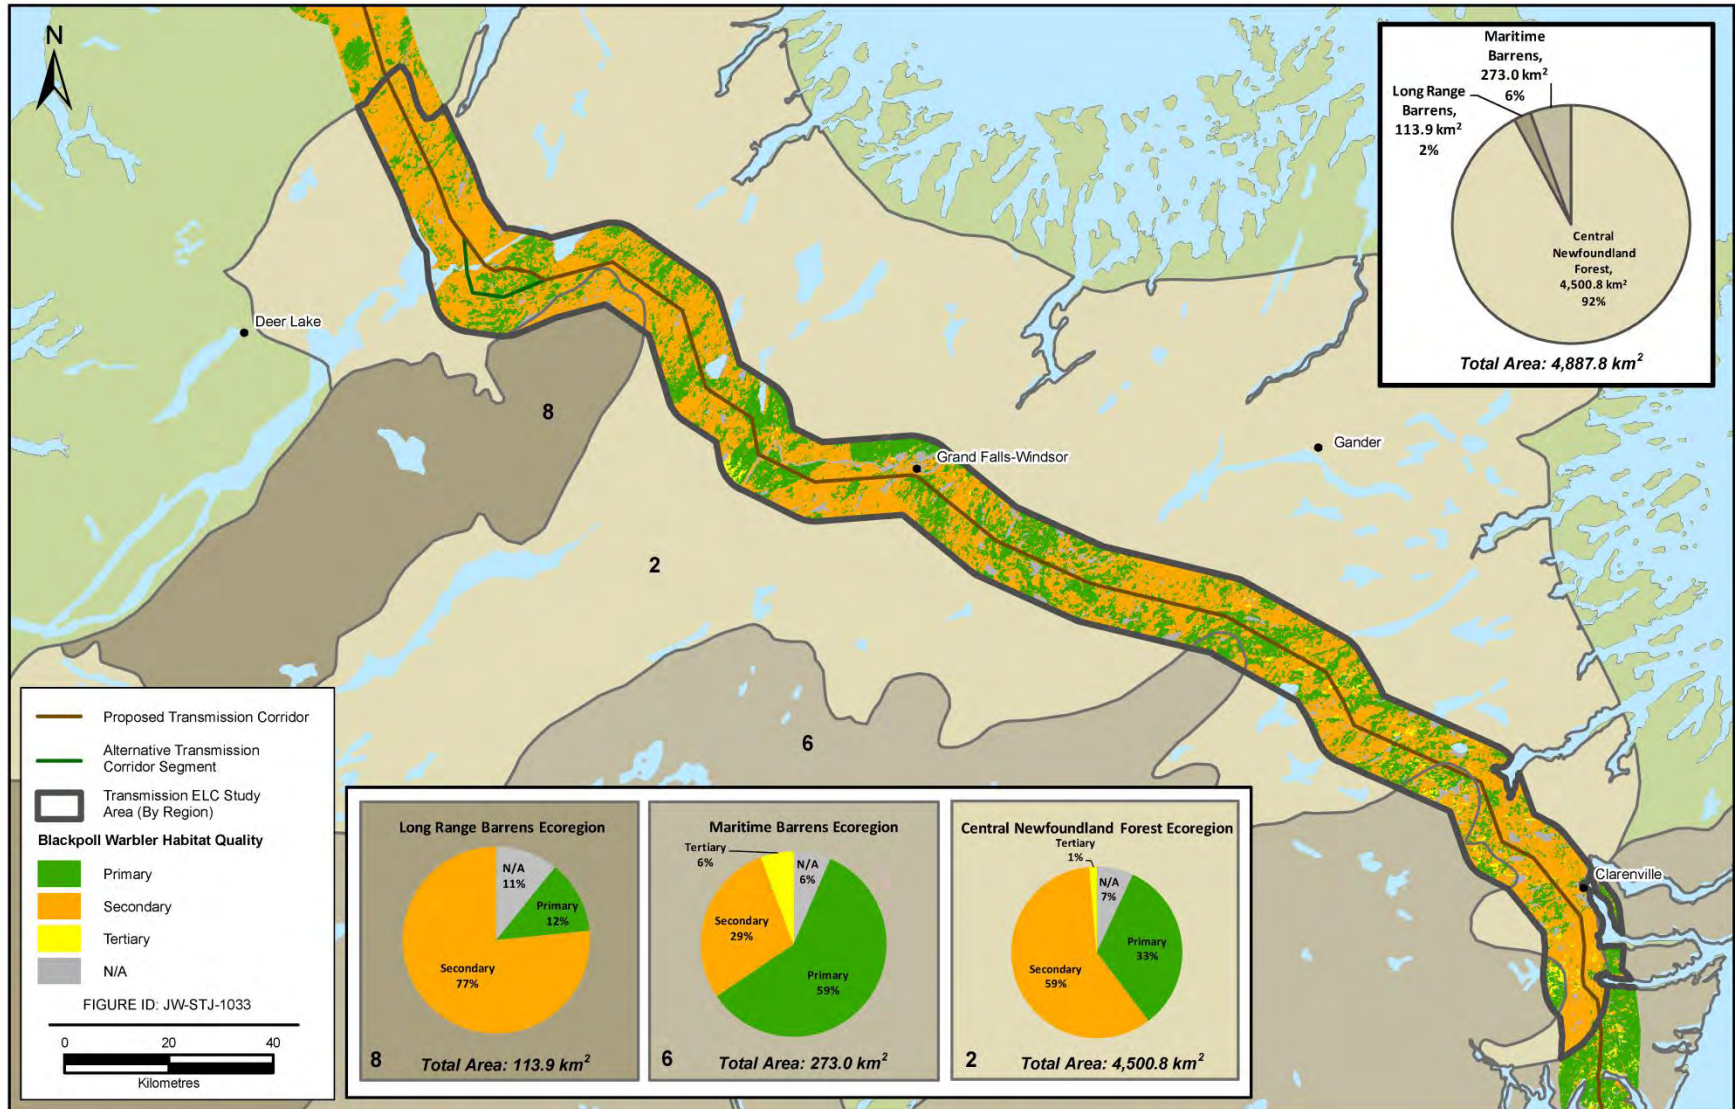 N
Deer Lake
Grand Falls-Windsor
Gander
Clarenville
8
2
6
Maritime
Barrens,
273.0 km²
6%
Long Range
Barrens,
113.9 km²
2%
Central
Newfoundland
Forest,
4,500.8 km²
92%
Total Area: 4,887.8 km²
Proposed Transmission Corridor
Alternative Transmission
Corridor Segment
Transmission ELC Study
Area (By Region)
Blackpoll Warbler Habitat Quality
Primary
Secondary
Tertiary
N/A
FIGURE ID: JW-STJ-1033
0 20 40
Kilometres
Long Range Barrens Ecoregion
N/A
11%
Primary
12%
Secondary
77%
8 Total Area: 113.9 km²
Maritime Barrens Ecoregion
Tertiary
6%
N/A
6%
Secondary
29%
Primary
59%
6 Total Area: 273.0 km²
Central Newfoundland Forest Ecoregion
Tertiary
1%
N/A
7%
Primary
33%
Secondary
59%
2 Total Area: 4,500.8 km²